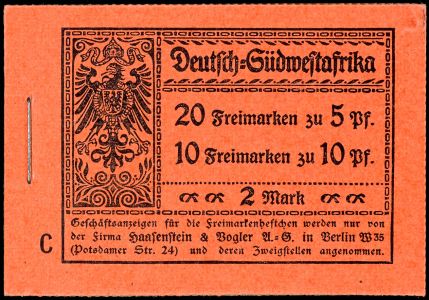 Deutsch=Südwestafrika
20 Freimarken zu 5 Pf.
10 Freimarken zu 10 Pf.
2 Mark
Geschäftsanzeigen für die Freimarkenheftchen werden nur von
der Firma Haasenstein & Vogler A.=G. in Berlin W 35
(Potsdamer Str. 24) und deren Zweigstellen angenommen.
C